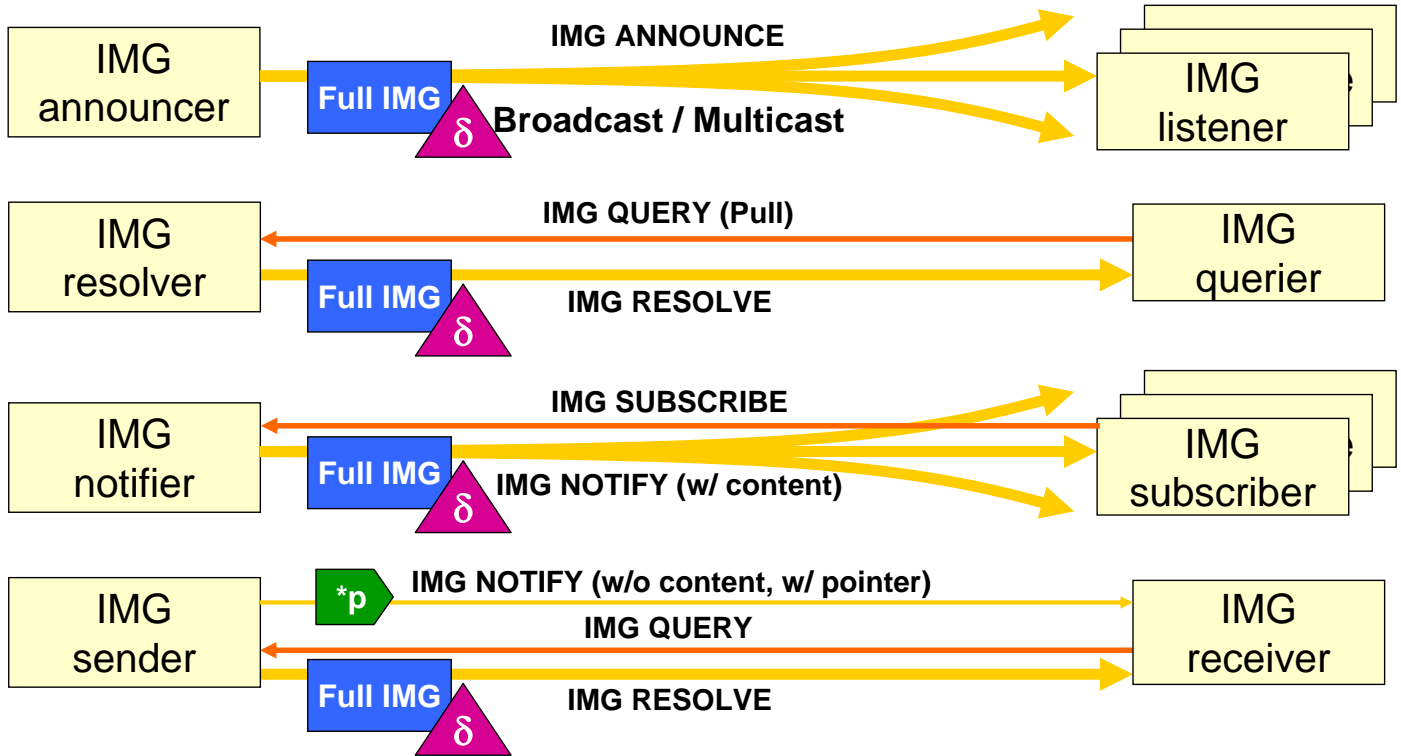 IMG
announcer
Full IMG
δ
IMG ANNOUNCE
Broadcast / Multicast
IMG
listener
e
IMG
resolver
IMG QUERY (Pull)
Full IMG
δ
IMG RESOLVE
IMG
querier
IMG
notifier
IMG SUBSCRIBE
Full IMG
δ
IMG NOTIFY (w/ content)
IMG
subscriber
e
IMG
sender
*p
IMG NOTIFY (w/o content, w/ pointer)
IMG QUERY
Full IMG
δ
IMG RESOLVE
IMG
receiver